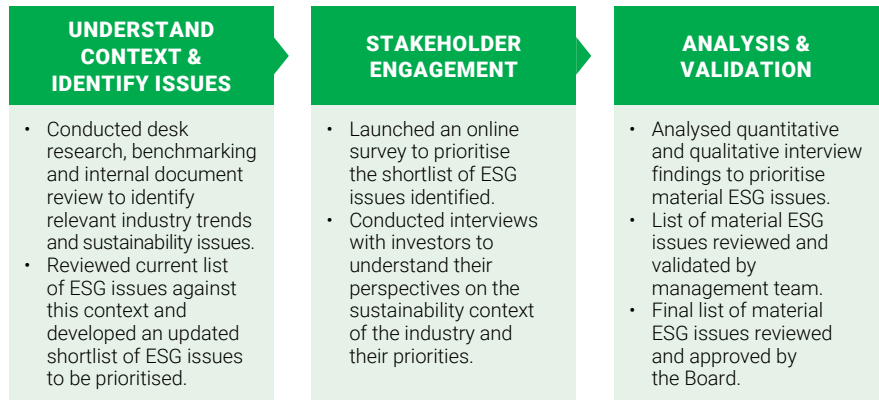 UNDERSTAND
CONTEXT &
IDENTIFY ISSUES
• Conducted desk
research, benchmarking
and internal document
review to identify
relevant industry trends
and sustainability issues.
• Reviewed current list
of ESG issues against
this context and
developed an updated
shortlist of ESG issues
to be prioritised.
STAKEHOLDER
ENGAGEMENT
• Launched an online
survey to prioritise
the shortlist of ESG
issues identified.
• Conducted interviews
with investors to
understand their
perspectives on the
sustainability context
of the industry and
their priorities.
ANALYSIS &
VALIDATION
• Analysed quantitative
and qualitative interview
findings to prioritise
material ESG issues.
• List of material ESG
issues reviewed and
validated by
management team.
• Final list of material
ESG issues reviewed
and approved by
the Board.